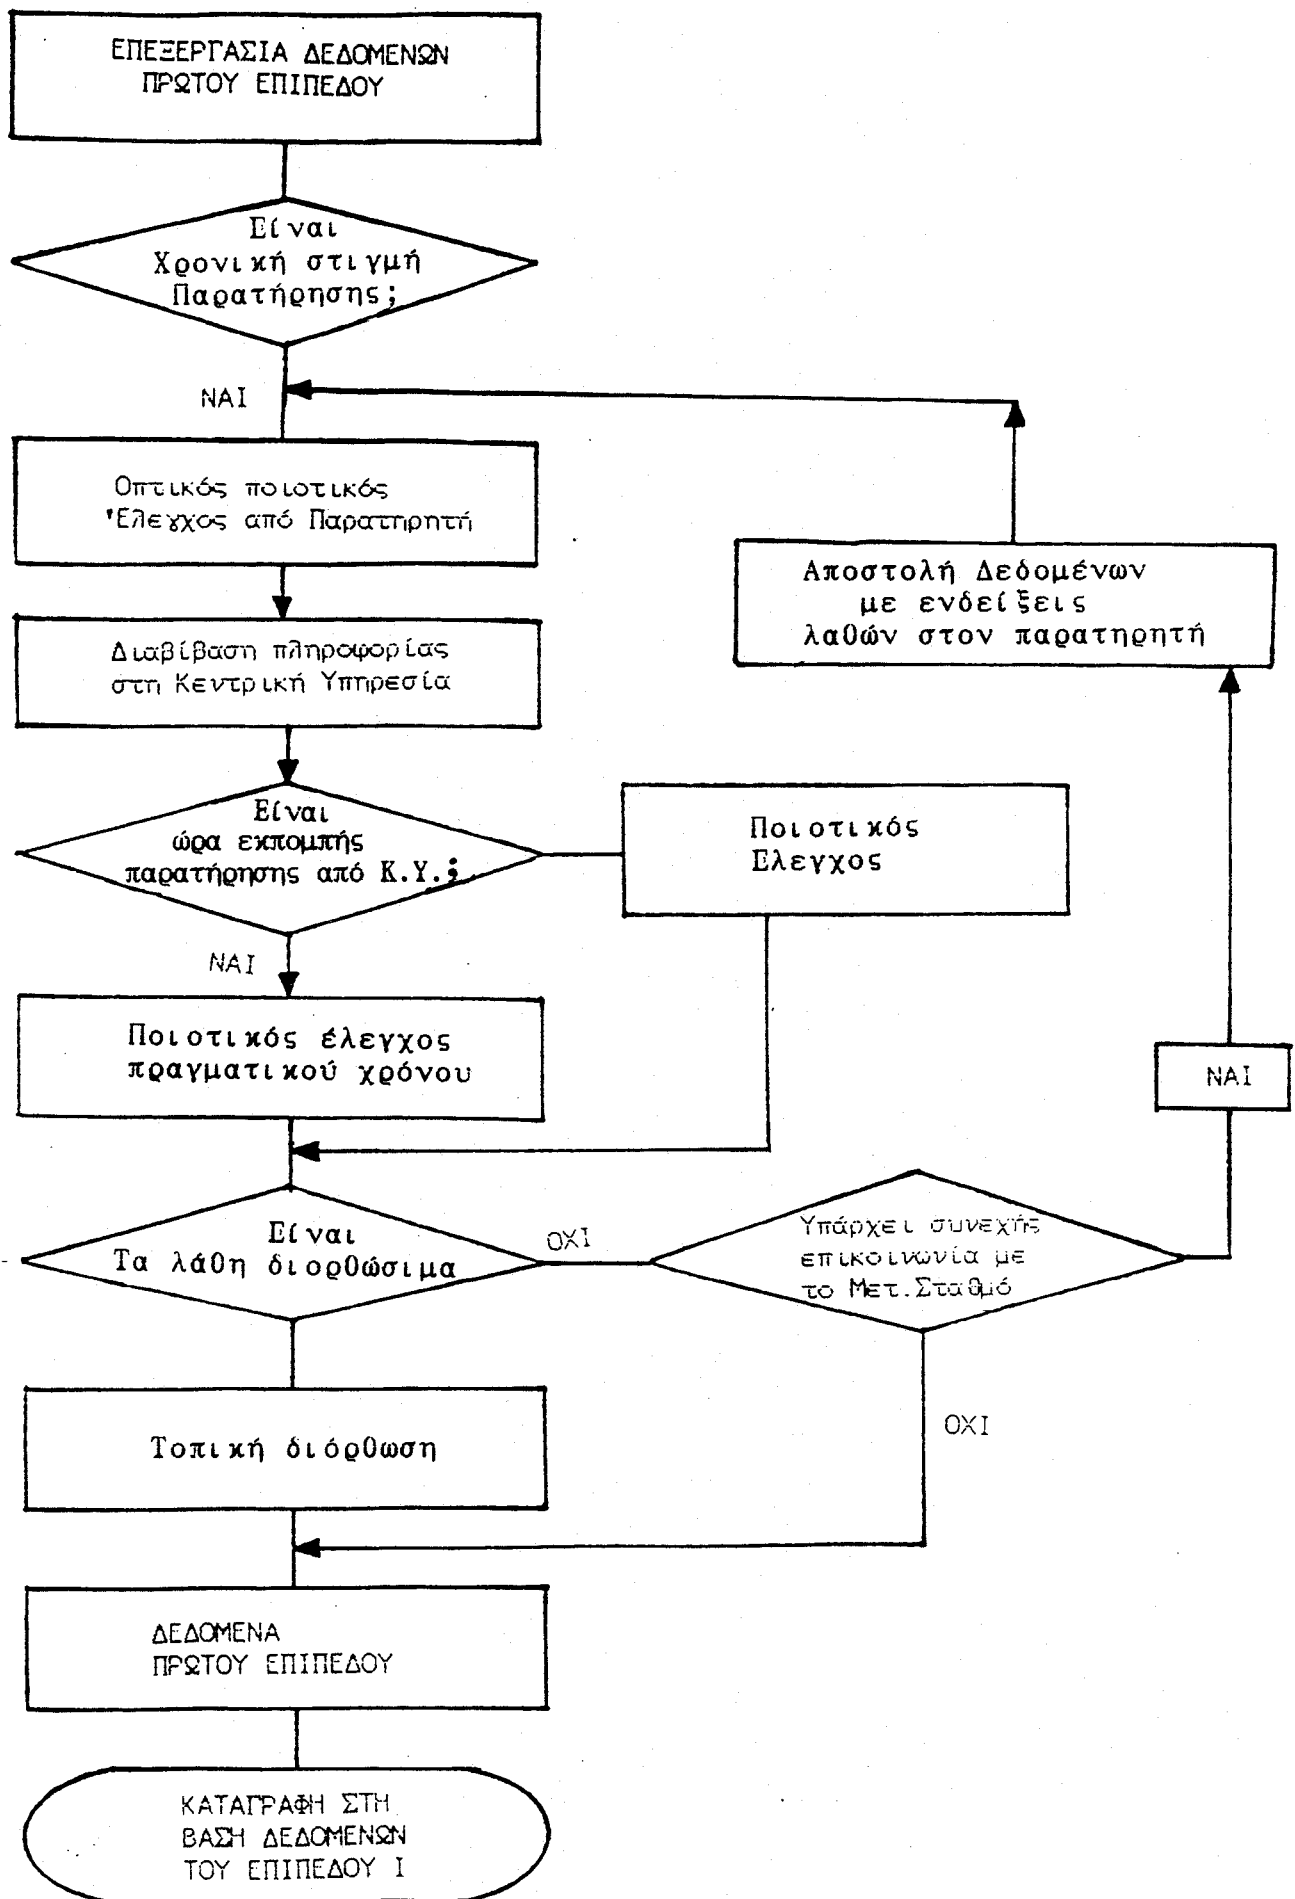 ΕΠΕΞΕΡΓΑΣΙΑ ΔΕΔΟΜΕΝΩΝ
ΠΡΩΤΟΥ ΕΠΙΠΕΔΟΥ
Είναι
Χρονική στιγμή
Παρατήρησης;
ΝΑΙ
Οπτικός ποιοτικός
'Ελεγχος από Παρατηρητή
Αποστολή Δεδομένων
με ενδείξεις
λαθών στον παρατηρητή
Διαβίβαση πληροφορίας
στη Κεντρική Υπηρεσία
Είναι
ώρα εκπομπής
παρατήρησης από Κ.Υ.;
Ποιοτικός
Ελεγχος
ΝΑΙ
Ποιοτικός έλεγχος
πραγματικού χρόνου
ΝΑΙ
Είναι
Τα λάθη διορθώσιμα
ΟΧΙ
Υπάρχει συνεχής
επικοινωνία με
το Μετ.Σταθμό
ΟΧΙ
Τοπική διόρθωση
ΔΕΔΟΜΕΝΑ
ΠΡΩΤΟΥ ΕΠΙΠΕΔΟΥ
ΚΑΤΑΓΡΑΦΗ ΣΤΗ
ΒΑΣΗ ΔΕΔΟΜΕΝΩΝ
ΤΟΥ ΕΠΙΠΕΔΟΥ Ι